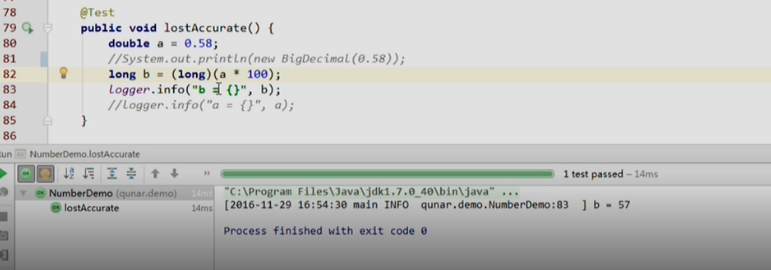 78 @Test
79 public void lostAccurate() {
80 double a = 0.58;
81 //System.out.println(new BigDecimal(0.58));
82 long b = (long)(a * 100);
83 logger.info("b = {}", b);
84 //logger.info("a = {}", a);
85 }
86
un NumberDemo.lostAccurate
1 test passed – 14ms
NumberDemo (qunar.demo) 14ms
lostAccurate 14ms
"C:\Program Files\Java\jdk1.7.0_40\bin\java" ...
[2016-11-29 16:54:30 main INFO qunar.demo.NumberDemo:83 ] b = 57
Process finished with exit code 0